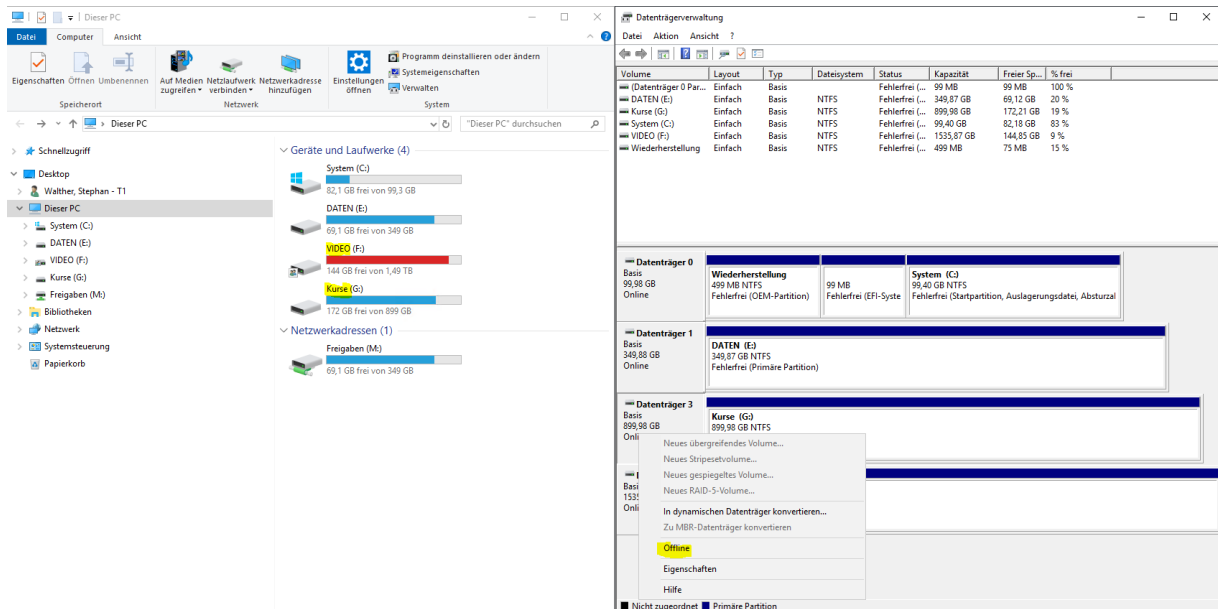 Dieser PC
Datei Computer Ansicht
Eigenschaften Öffnen Umbenennen
Auf Medien zugreifen
Netzlaufwerk verbinden
Netzwerkadresse hinzufügen
Einstellungen öffnen
Programm deinstallieren oder ändern
Systemeigenschaften
Verwalten
Speicherort Netzwerk System
Dieser PC
"Dieser PC" durchsuchen
Schnellzugriff
Desktop
Walther, Stephan - T1
Dieser PC
System (C:)
DATEN (E:)
VIDEO (F:)
Kurse (G:)
Freigaben (M:)
Bibliotheken
Netzwerk
Systemsteuerung
Papierkorb
Geräte und Laufwerke (4)
System (C:)
82,1 GB frei von 99,3 GB
DATEN (E:)
69,1 GB frei von 349 GB
VIDEO (F:)
144 GB frei von 1,49 TB
Kurse (G:)
172 GB frei von 899 GB
Netzwerkadressen (1)
Freigaben (M:)
69,1 GB frei von 349 GB
Datenträgerverwaltung
Datei Aktion Ansicht ?
Volume Layout Typ Dateisystem Status Kapazität Freier Sp... % frei
(Datenträger 0 Par... Einfach Basis Fehlerfrei (... 99 MB 99 MB 100 %
DATEN (E:) Einfach Basis NTFS Fehlerfrei (... 349,87 GB 69,12 GB 20 %
Kurse (G:) Einfach Basis NTFS Fehlerfrei (... 899,98 GB 172,21 GB 19 %
System (C:) Einfach Basis NTFS Fehlerfrei (... 99,40 GB 82,18 GB 83 %
VIDEO (F:) Einfach Basis NTFS Fehlerfrei (... 1535,87 GB 144,85 GB 9 %
Wiederherstellung Einfach Basis NTFS Fehlerfrei (... 499 MB 75 MB 15 %
Datenträger 0
Basis
99,98 GB
Online
Wiederherstellung
499 MB NTFS
Fehlerfrei (OEM-Partition)
99 MB
Fehlerfrei (EFI-Syste
System (C:)
99,40 GB NTFS
Fehlerfrei (Startpartition, Auslagerungsdatei, Absturzal
Datenträger 1
Basis
349,88 GB
Online
DATEN (E:)
349,87 GB NTFS
Fehlerfrei (Primäre Partition)
Datenträger 3
Basis
899,98 GB
Onli
Kurse (G:)
899,98 GB NTFS
Basi
1535
Onli
Neues übergreifendes Volume...
Neues Stripesetvolume...
Neues gespiegeltes Volume...
Neues RAID-5-Volume...
In dynamischen Datenträger konvertieren...
Zu MBR-Datenträger konvertieren
Offline
Eigenschaften
Hilfe
Nicht zugeordnet Primäre Partition